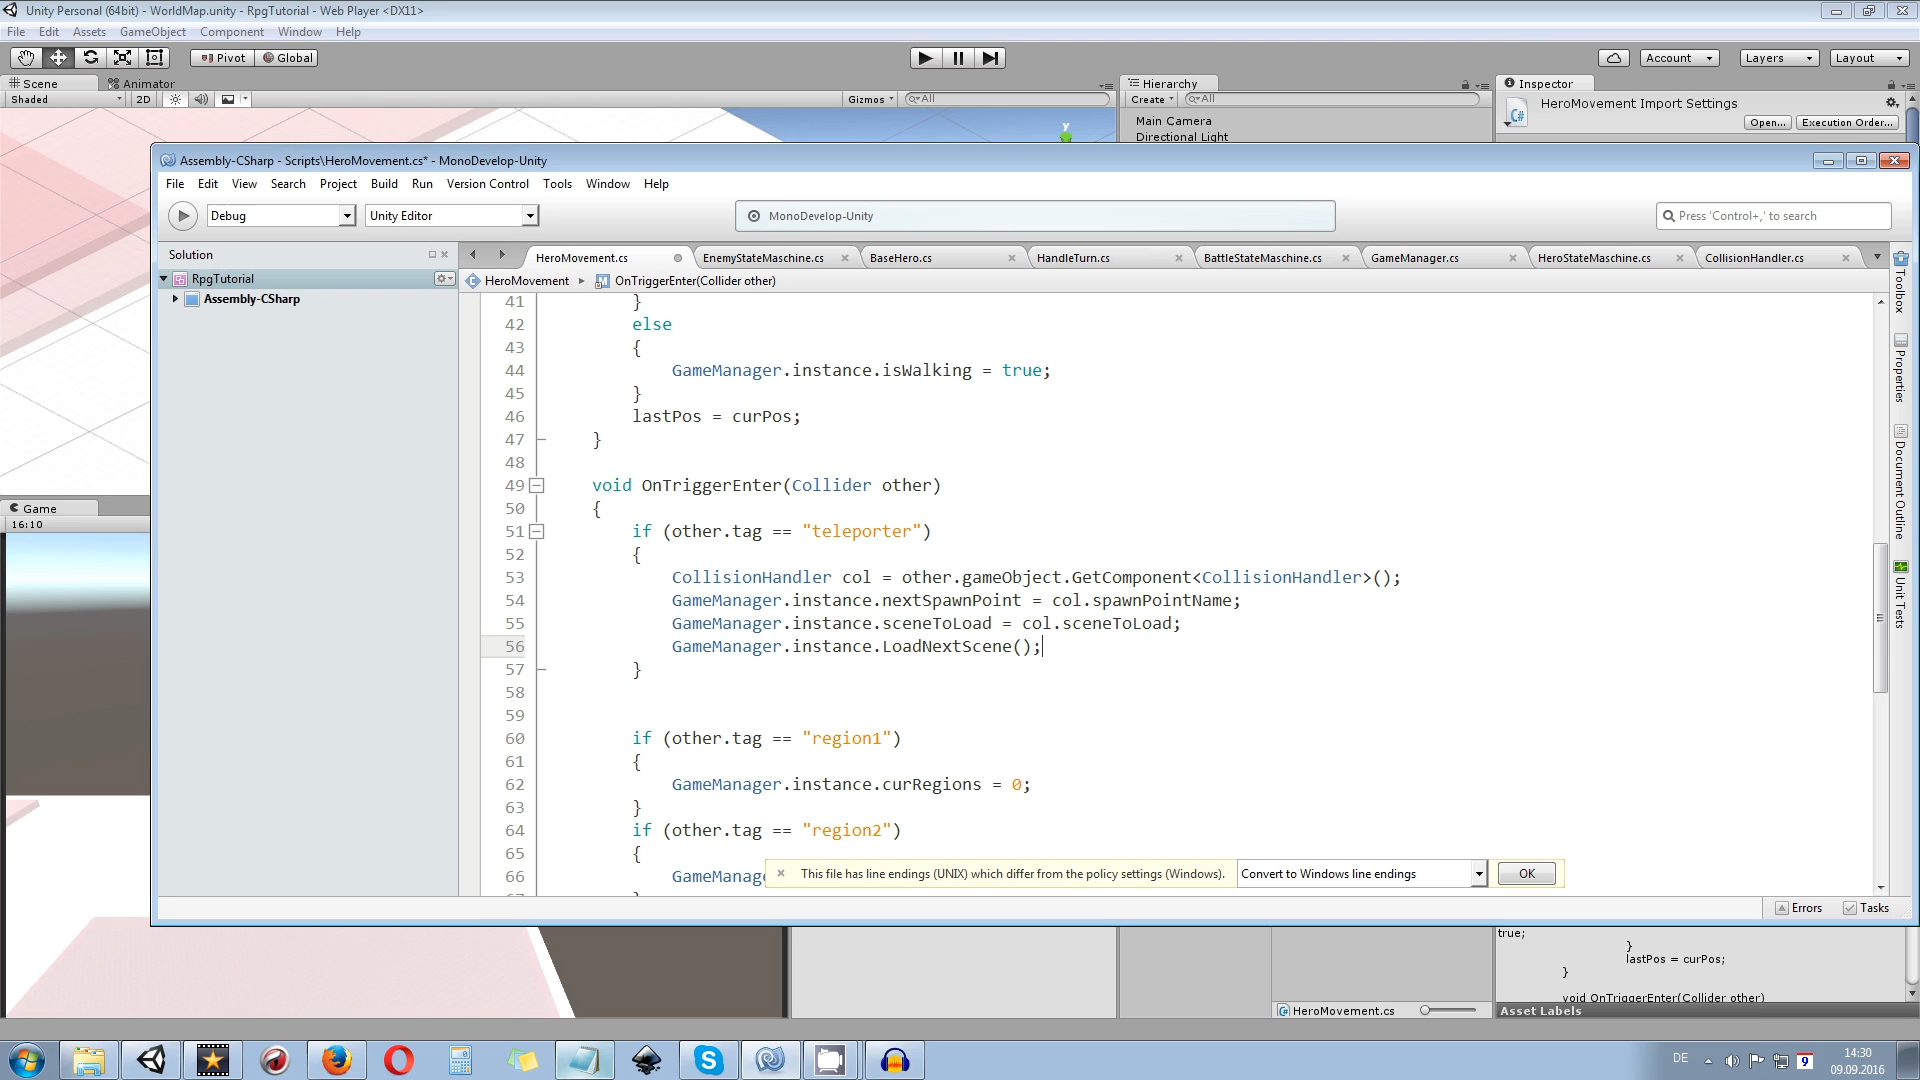 Unity Personal (64bit) - WorldMap.unity - RpgTutorial - Web Player <DX11>
File Edit Assets GameObject Component Window Help
Pivot Global Account Layers Layout
Scene Animator Hierarchy Inspector
Shaded 2D Gizmos All Create All
HeroMovement Import Settings
Open... Execution Order...
Main Camera
Directional Light
y
C#
Assembly-CSharp - Scripts\HeroMovement.cs* - MonoDevelop-Unity
File Edit View Search Project Build Run Version Control Tools Window Help
Debug Unity Editor MonoDevelop-Unity Press 'Control+,' to search
Solution
RpgTutorial
Assembly-CSharp
HeroMovement.cs EnemyStateMaschine.cs BaseHero.cs HandleTurn.cs BattleStateMaschine.cs GameManager.cs HeroStateMaschine.cs CollisionHandler.cs
HeroMovement OnTriggerEnter(Collider other)
41 }
42 else
43 {
44 GameManager.instance.isWalking = true;
45 }
46 lastPos = curPos;
47 }
48
49 void OnTriggerEnter(Collider other)
50 {
51 if (other.tag == "teleporter")
52 {
53 CollisionHandler col = other.gameObject.GetComponent<CollisionHandler>();
54 GameManager.instance.nextSpawnPoint = col.spawnPointName;
55 GameManager.instance.sceneToLoad = col.sceneToLoad;
56 GameManager.instance.LoadNextScene();
57 }
58
59
60 if (other.tag == "region1")
61 {
62 GameManager.instance.curRegions = 0;
63 }
64 if (other.tag == "region2")
65 {
66 GameManag
This file has line endings (UNIX) which differ from the policy settings (Windows). Convert to Windows line endings OK
Toolbox
Properties
Document Outline
Unit Tests
Errors Tasks
Game
16:10
true;
}
lastPos = curPos;
}
void OnTriggerEnter(Collider other)
HeroMovement.cs
Asset Labels
DE
9
14:30
09.09.2016